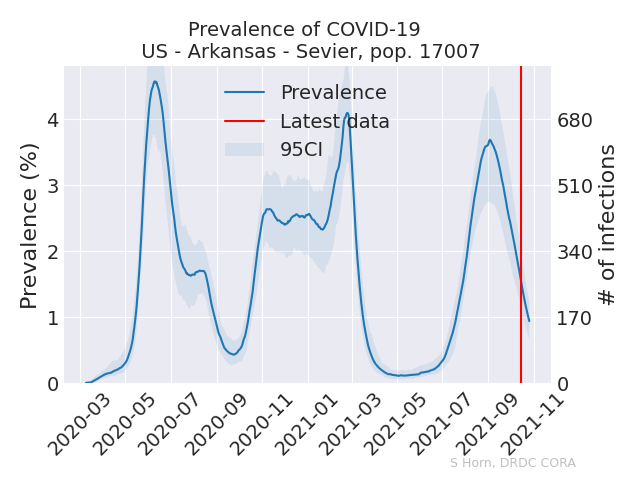 Prevalence of COVID-19
US - Arkansas - Sevier, pop. 17007
Prevalence
Latest data
95CI
Prevalence (%)
4
3
2
1
0
# of infections
680
510
340
170
0
2020-03
2020-05
2020-07
2020-09
2020-11
2021-01
2021-03
2021-05
2021-07
2021-09
2021-11
S Horn, DRDC CORA